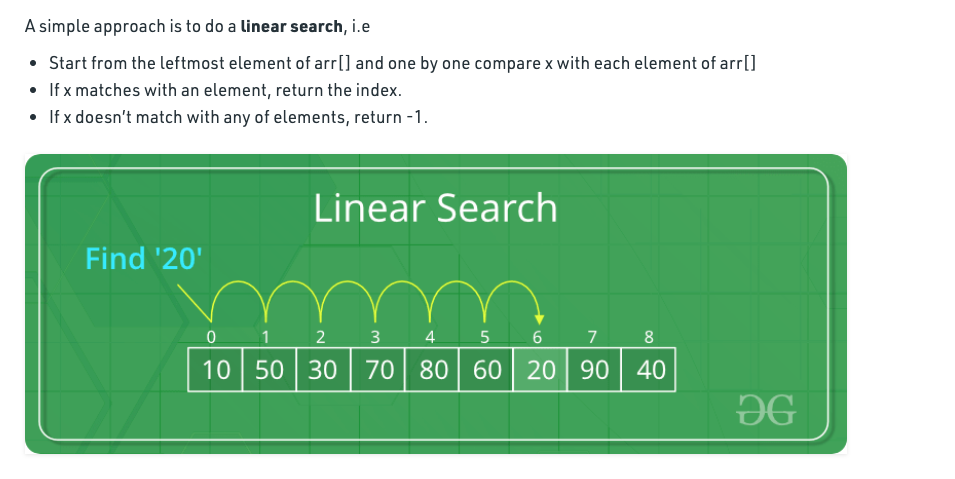 A simple approach is to do a linear search, i.e
• Start from the leftmost element of arr[] and one by one compare x with each element of arr[]
• If x matches with an element, return the index.
• If x doesn’t match with any of elements, return -1.
Linear Search
Find '20'
0 1 2 3 4 5 6 7 8
10 50 30 70 80 60 20 90 40
GG